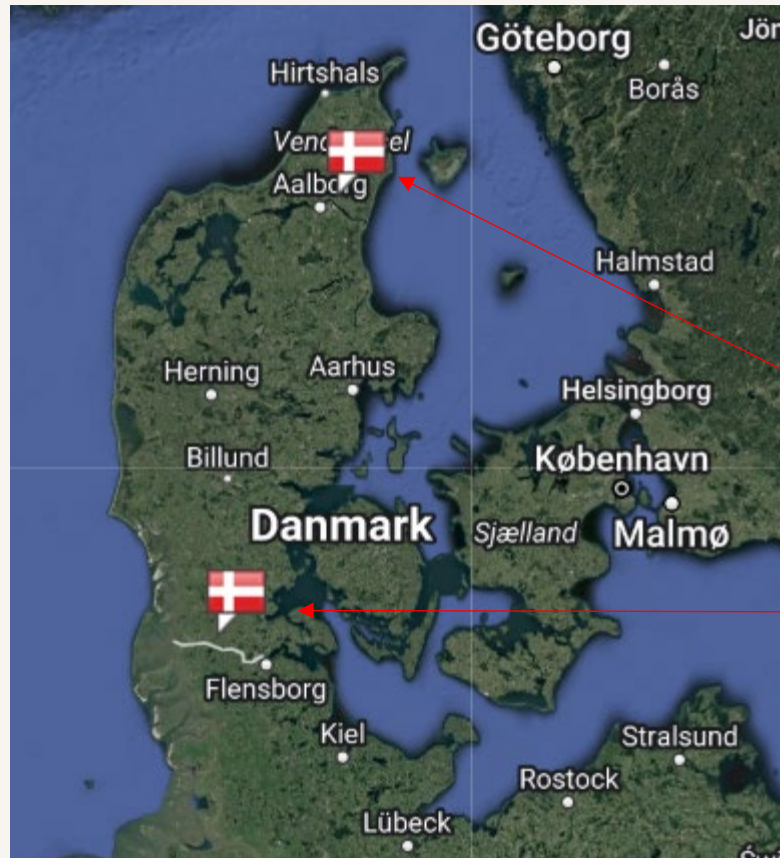 Göteborg
Hirtshals
Borås
Aalborg
Halmstad
Herning
Aarhus
Helsingborg
Billund
København
Danmark
Sjælland
Malmø
Flensborg
Kiel
Stralsund
Rostock
Lübeck